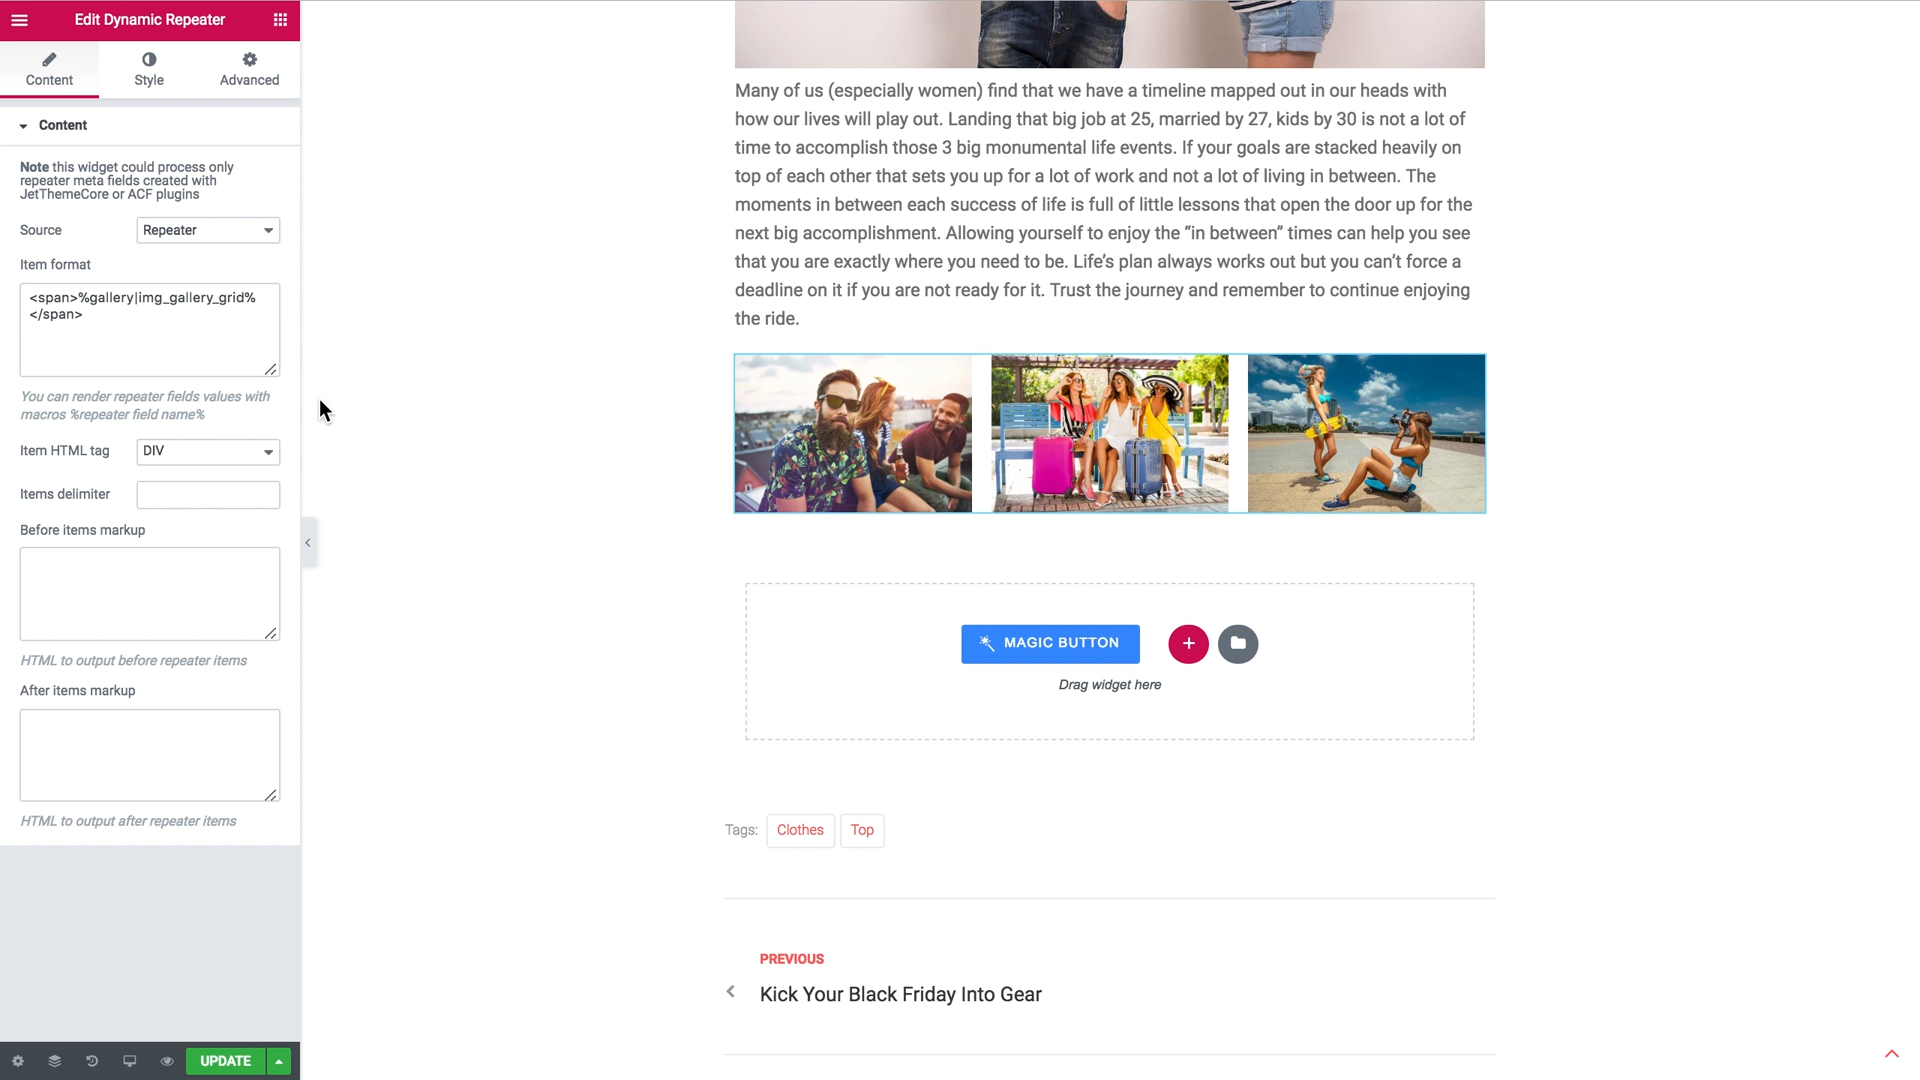 Edit Dynamic Repeater
Content
Style
Advanced
Content
Note this widget could process only
repeater meta fields created with
JetThemeCore or ACF plugins
Source
Repeater
Item format
<span>%gallery|img_gallery_grid%
</span>
You can render repeater fields values with
macros %repeater field name%
Item HTML tag
DIV
Items delimiter
Before items markup
HTML to output before repeater items
After items markup
HTML to output after repeater items
UPDATE
Many of us (especially women) find that we have a timeline mapped out in our heads with
how our lives will play out. Landing that big job at 25, married by 27, kids by 30 is not a lot of
time to accomplish those 3 big monumental life events. If your goals are stacked heavily on
top of each other that sets you up for a lot of work and not a lot of living in between. The
moments in between each success of life is full of little lessons that open the door up for the
next big accomplishment. Allowing yourself to enjoy the “in between” times can help you see
that you are exactly where you need to be. Life’s plan always works out but you can’t force a
deadline on it if you are not ready for it. Trust the journey and remember to continue enjoying
the ride.
MAGIC BUTTON
Drag widget here
Tags:
Clothes
Top
PREVIOUS
Kick Your Black Friday Into Gear